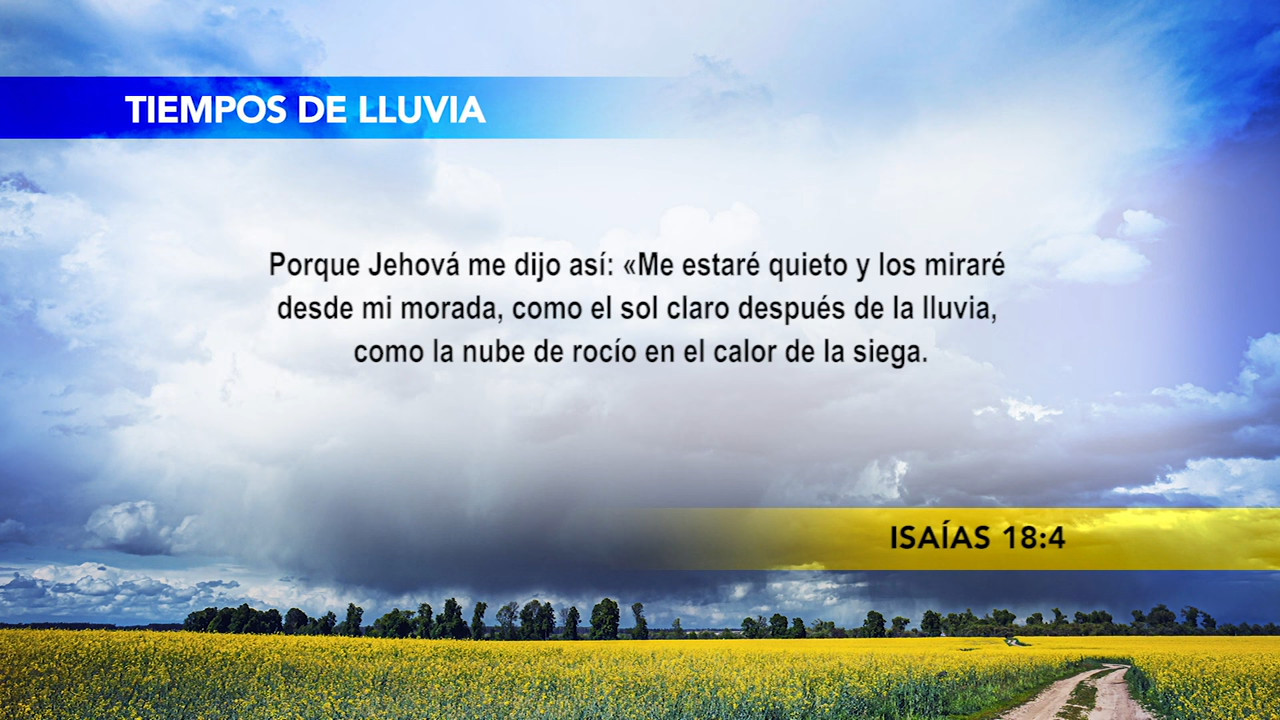 TIEMPOS DE LLUVIA
Porque Jehová me dijo así: «Me estaré quieto y los miraré
desde mi morada, como el sol claro después de la lluvia,
como la nube de rocío en el calor de la siega.
ISAÍAS 18:4